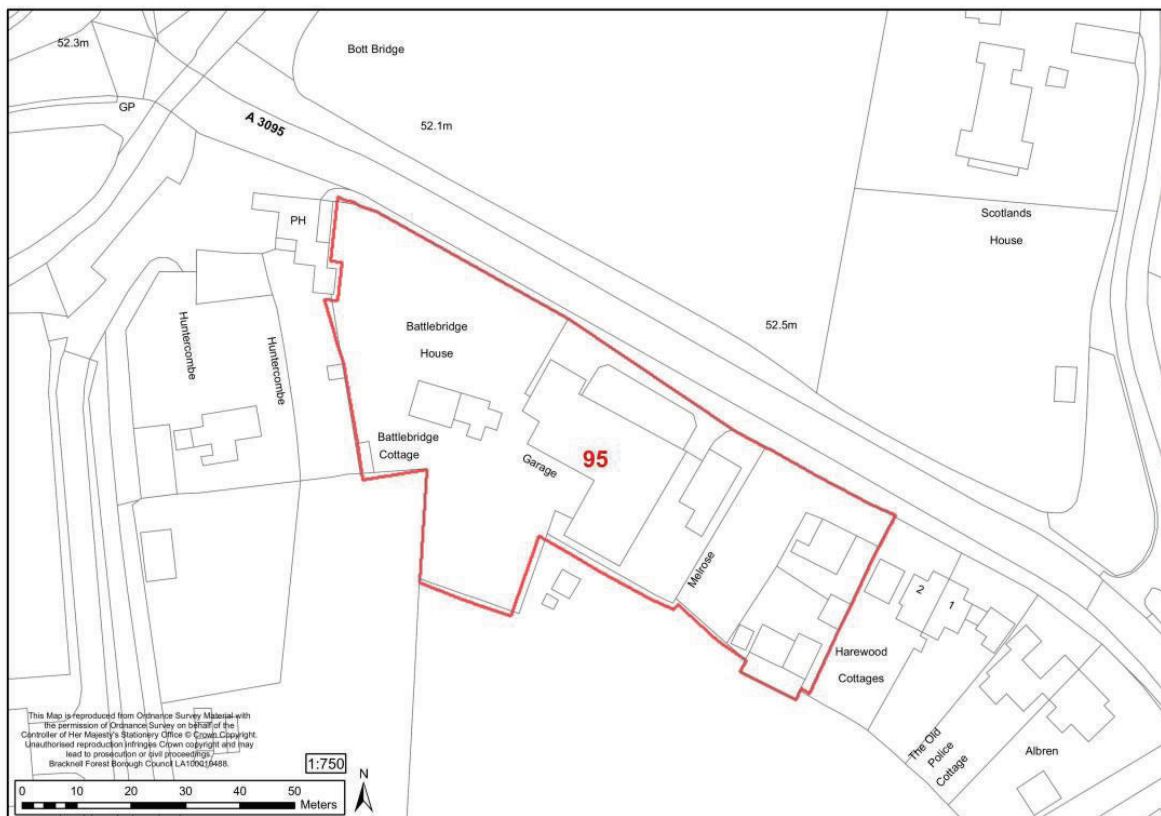 52.3m
Bott Bridge
GP
A 3095
52.1m
PH
Scotlands
House
Huntercombe
Huntercombe
Battlebridge
House
52.5m
Battlebridge
Cottage
Garage
95
Melrose
2
1
Harewood
Cottages
The Old
Police
Cottage
Albren
This Map is reproduced from Ordnance Survey Material with
the permission of Ordnance Survey on behalf of the
Controller of Her Majesty's Stationery Office © Crown Copyright.
Unauthorised reproduction infringes Crown copyright and may
lead to prosecution or civil proceedings.
Bracknell Forest Borough Council LA100019488.
1:750
N
0 10 20 30 40 50
Meters